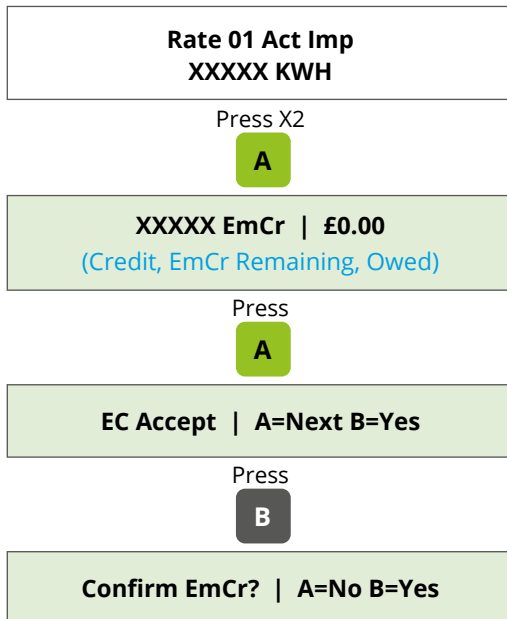 Rate 01 Act Imp
XXXXX KWH
Press X2
A
XXXXX EmCr | £0.00
(Credit, EmCr Remaining, Owed)
Press
A
EC Accept | A=Next B=Yes
Press
B
Confirm EmCr? | A=No B=Yes